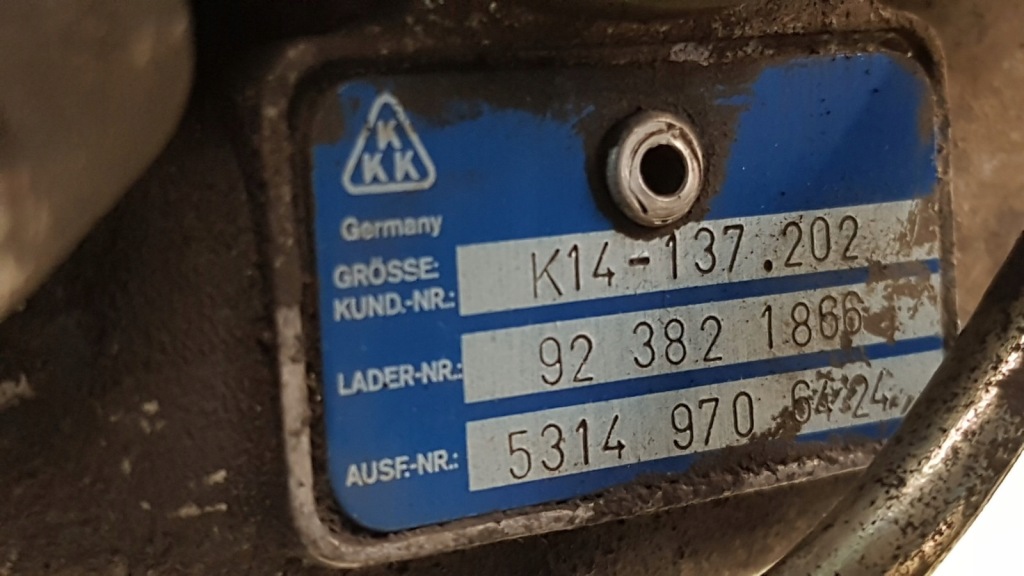 K
KK
Germany
GRÖSSE: K14-137.202
KUND.-NR.:
LADER-NR.: 92 382 1866
AUSF.-NR.: 5314 970